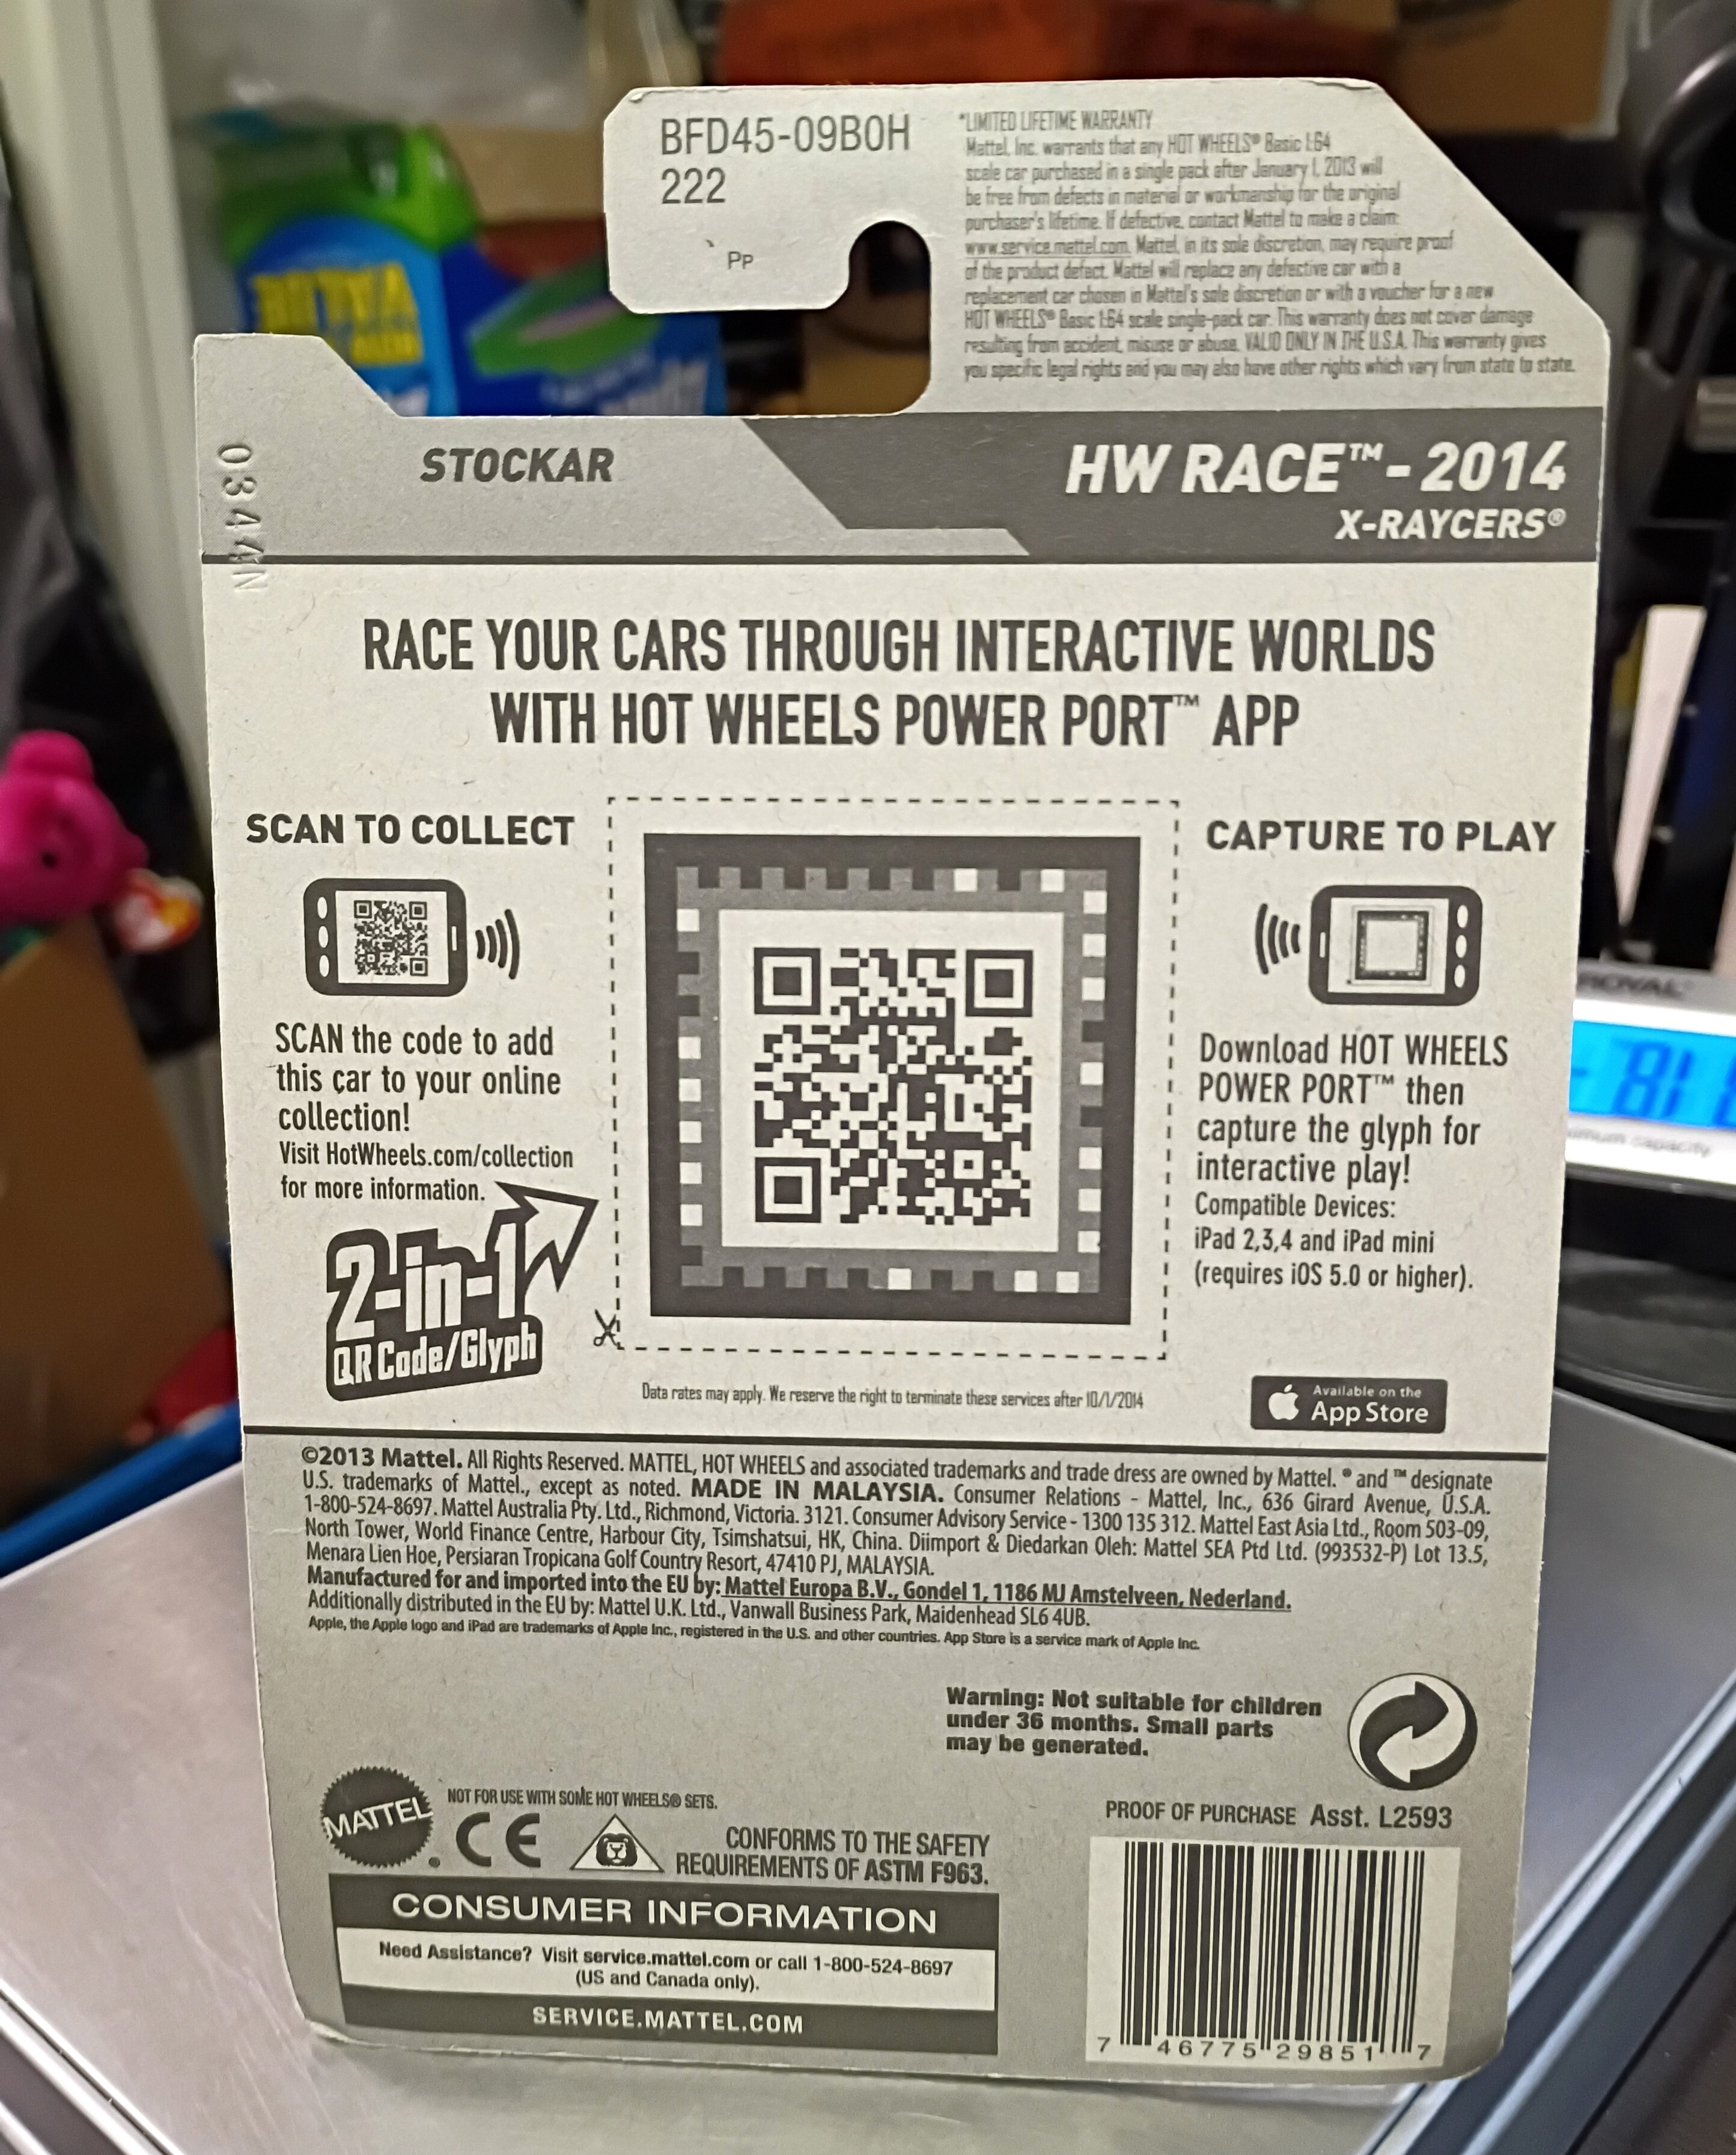 BFD45-09B0H
222
Pp
*LIMITED LIFETIME WARRANTY
Mattel, Inc. warrants that any HOT WHEELS® Basic 1:64
scale car purchased in a single pack after January 1, 2013 will
be free from defects in material or workmanship for the original
purchaser's lifetime. If defective, contact Mattel to make a claim:
www.service.mattel.com. Mattel, in its sole discretion, may require proof
of the product defect. Mattel will replace any defective car with a
replacement car chosen in Mattel's sole discretion or with a voucher for a new
HOT WHEELS® Basic 1:64 scale single-pack car. This warranty does not cover damage
resulting from accident, misuse or abuse. VALID ONLY IN THE U.S.A. This warranty gives
you specific legal rights and you may also have other rights which vary from state to state.
VALUE
0344N
STOCKAR
HW RACE™-2014
X-RAYCERS®
RACE YOUR CARS THROUGH INTERACTIVE WORLDS
WITH HOT WHEELS POWER PORT™ APP
SCAN TO COLLECT
SCAN the code to add
this car to your online
collection!
Visit HotWheels.com/collection
for more information.
2-in-1
QR Code/Glyph
CAPTURE TO PLAY
Download HOT WHEELS
POWER PORT™ then
capture the glyph for
interactive play!
Compatible Devices:
iPad 2,3,4 and iPad mini
(requires iOS 5.0 or higher).
Data rates may apply. We reserve the right to terminate these services after 10/1/2014
Available on the
App Store
©2013 Mattel. All Rights Reserved. MATTEL, HOT WHEELS and associated trademarks and trade dress are owned by Mattel. ® and ™ designate
U.S. trademarks of Mattel., except as noted. MADE IN MALAYSIA. Consumer Relations - Mattel, Inc., 636 Girard Avenue, U.S.A.
1-800-524-8697. Mattel Australia Pty. Ltd., Richmond, Victoria. 3121. Consumer Advisory Service - 1300 135 312. Mattel East Asia Ltd., Room 503-09,
North Tower, World Finance Centre, Harbour City, Tsimshatsui, HK, China. Diimport & Diedarkan Oleh: Mattel SEA Ptd Ltd. (993532-P) Lot 13.5,
Menara Lien Hoe, Persiaran Tropicana Golf Country Resort, 47410 PJ, MALAYSIA.
Manufactured for and imported into the EU by: Mattel Europa B.V., Gondel 1, 1186 MJ Amstelveen, Nederland.
Additionally distributed in the EU by: Mattel U.K. Ltd., Vanwall Business Park, Maidenhead SL6 4UB.
Apple, the Apple logo and iPad are trademarks of Apple Inc., registered in the U.S. and other countries. App Store is a service mark of Apple Inc.
Warning: Not suitable for children
under 36 months. Small parts
may be generated.
MATTEL
NOT FOR USE WITH SOME HOT WHEELS® SETS.
CE
CONFORMS TO THE SAFETY
REQUIREMENTS OF ASTM F963.
CONSUMER INFORMATION
Need Assistance? Visit service.mattel.com or call 1-800-524-8697
(US and Canada only).
SERVICE.MATTEL.COM
PROOF OF PURCHASE Asst. L2593
7 46775 29851 7